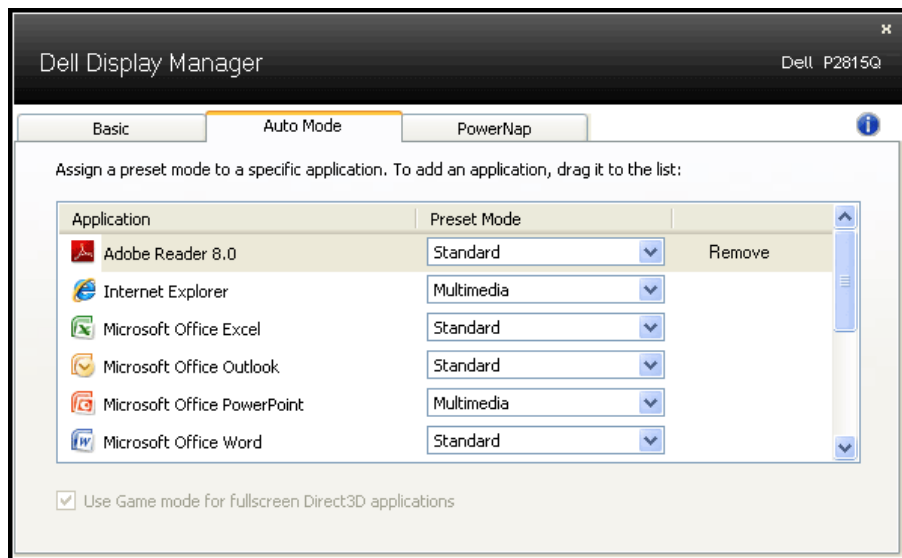 x
Dell Display Manager
Dell P2815Q
Basic
Auto Mode
PowerNap
i
Assign a preset mode to a specific application. To add an application, drag it to the list:
Application Preset Mode
Adobe Reader 8.0 Standard Remove
Internet Explorer Multimedia
Microsoft Office Excel Standard
Microsoft Office Outlook Standard
Microsoft Office PowerPoint Multimedia
Microsoft Office Word Standard
Use Game mode for fullscreen Direct3D applications